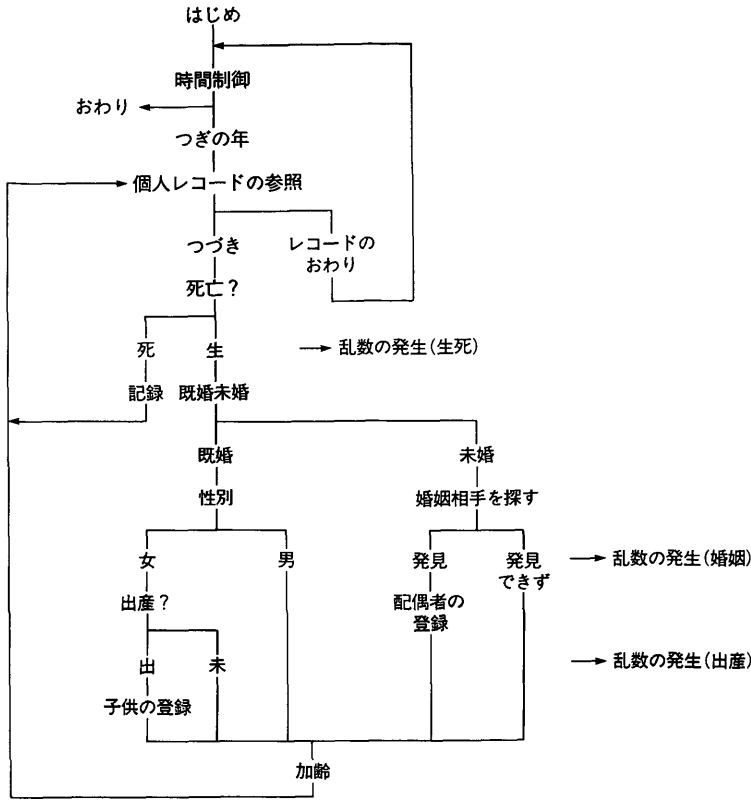 はじめ
時間制御
おわり
つぎの年
個人レコードの参照
つづき
レコードの
おわり
死亡？
死
生
→乱数の発生(生死)
記録
既婚未婚
既婚
未婚
性別
婚姻相手を探す
女
男
発見
発見
できず
→乱数の発生(婚姻)
出産？
配偶者の
登録
出
未
→乱数の発生(出産)
子供の登録
加齢